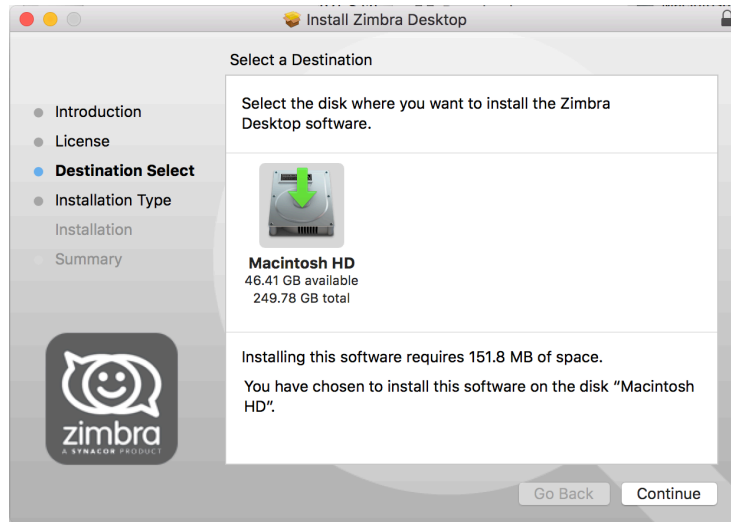 Install Zimbra Desktop
Select a Destination
Introduction
License
Destination Select
Installation Type
Installation
Summary
Select the disk where you want to install the Zimbra
Desktop software.
Macintosh HD
46.41 GB available
249.78 GB total
Installing this software requires 151.8 MB of space.
You have chosen to install this software on the disk “Macintosh
HD”.
zimbra
A SYNACOR PRODUCT
Go Back
Continue